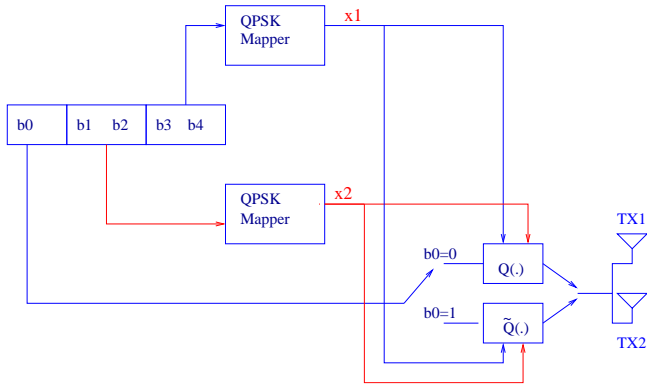 QPSK
Mapper
x1
b0
b1 b2
b3 b4
QPSK
Mapper
x2
TX1
b0=0
Q(.)
b0=1
Q̃(.)
TX2